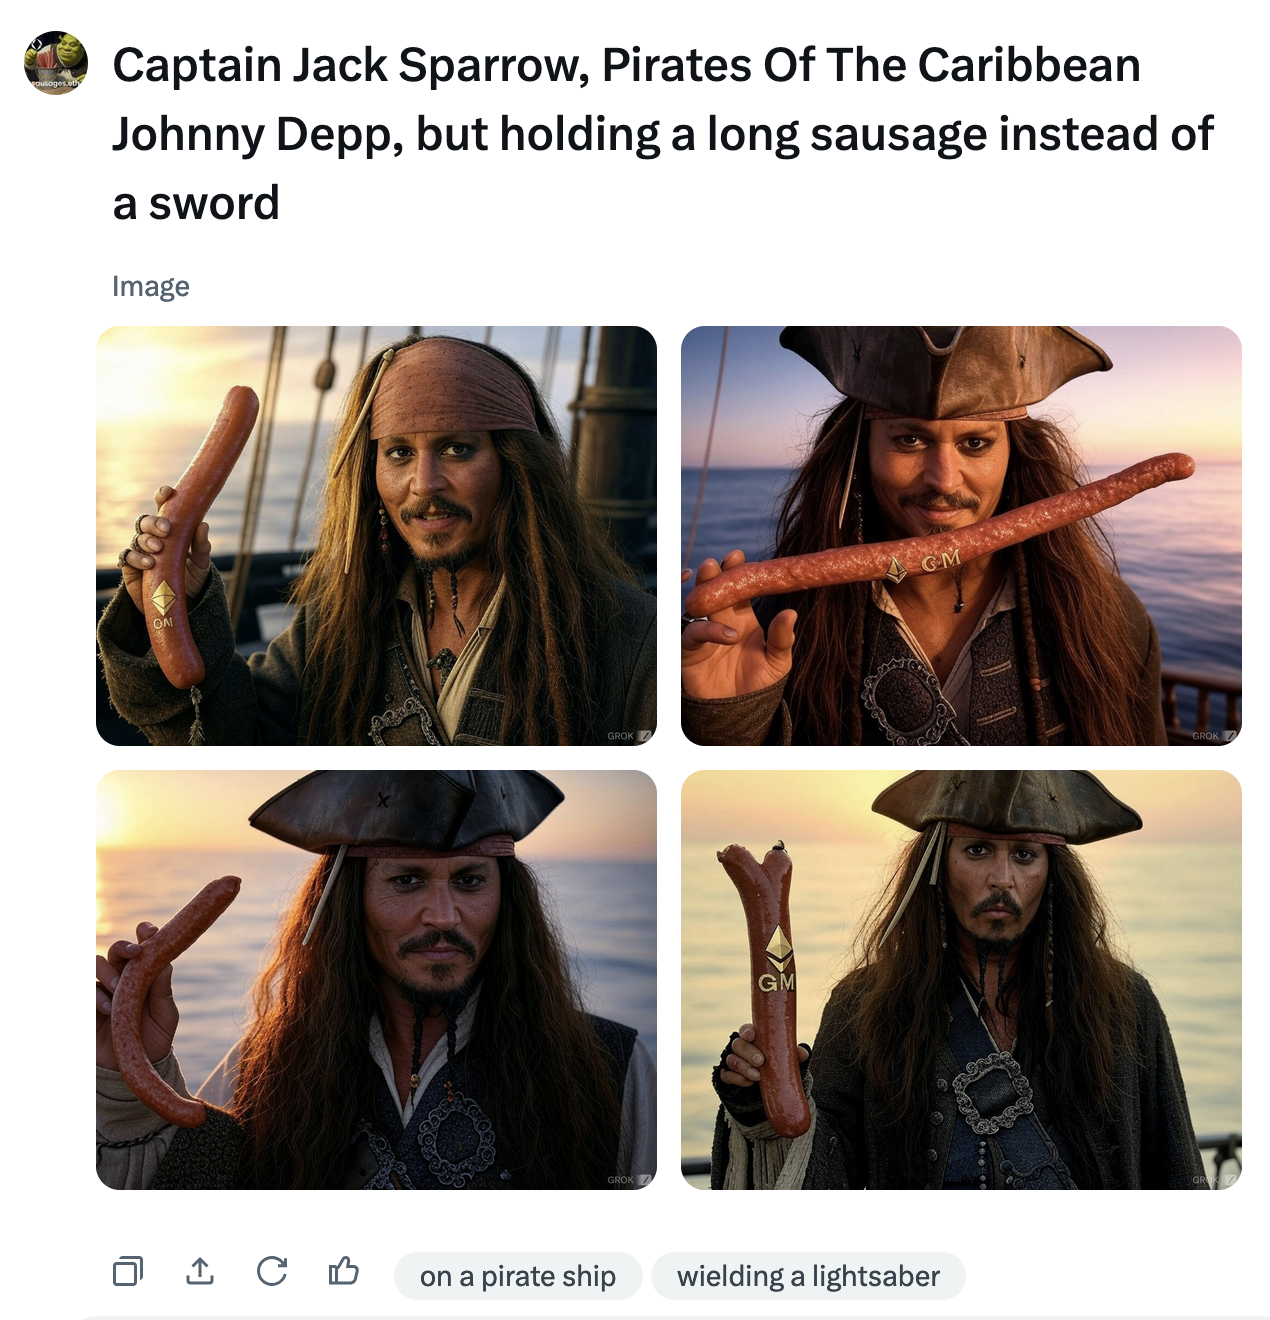 sausages.eth
Captain Jack Sparrow, Pirates Of The Caribbean
Johnny Depp, but holding a long sausage instead of
a sword
Image
OM
GROK
GM
GROK
GROK
GM
GROK
on a pirate ship
wielding a lightsaber